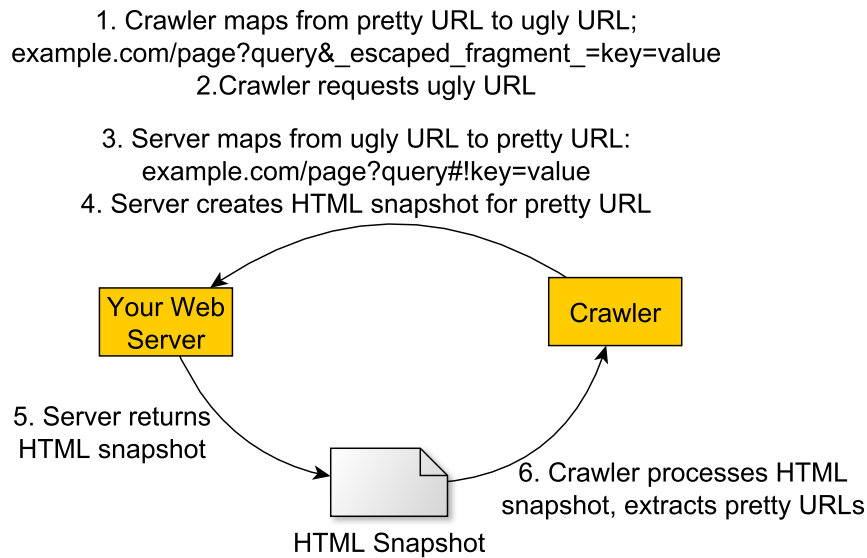 1. Crawler maps from pretty URL to ugly URL;
example.com/page?query&_escaped_fragment_=key=value
2.Crawler requests ugly URL
3. Server maps from ugly URL to pretty URL:
example.com/page?query#!key=value
4. Server creates HTML snapshot for pretty URL
Your Web
Server
Crawler
5. Server returns
HTML snapshot
6. Crawler processes HTML
snapshot, extracts pretty URLs
HTML Snapshot